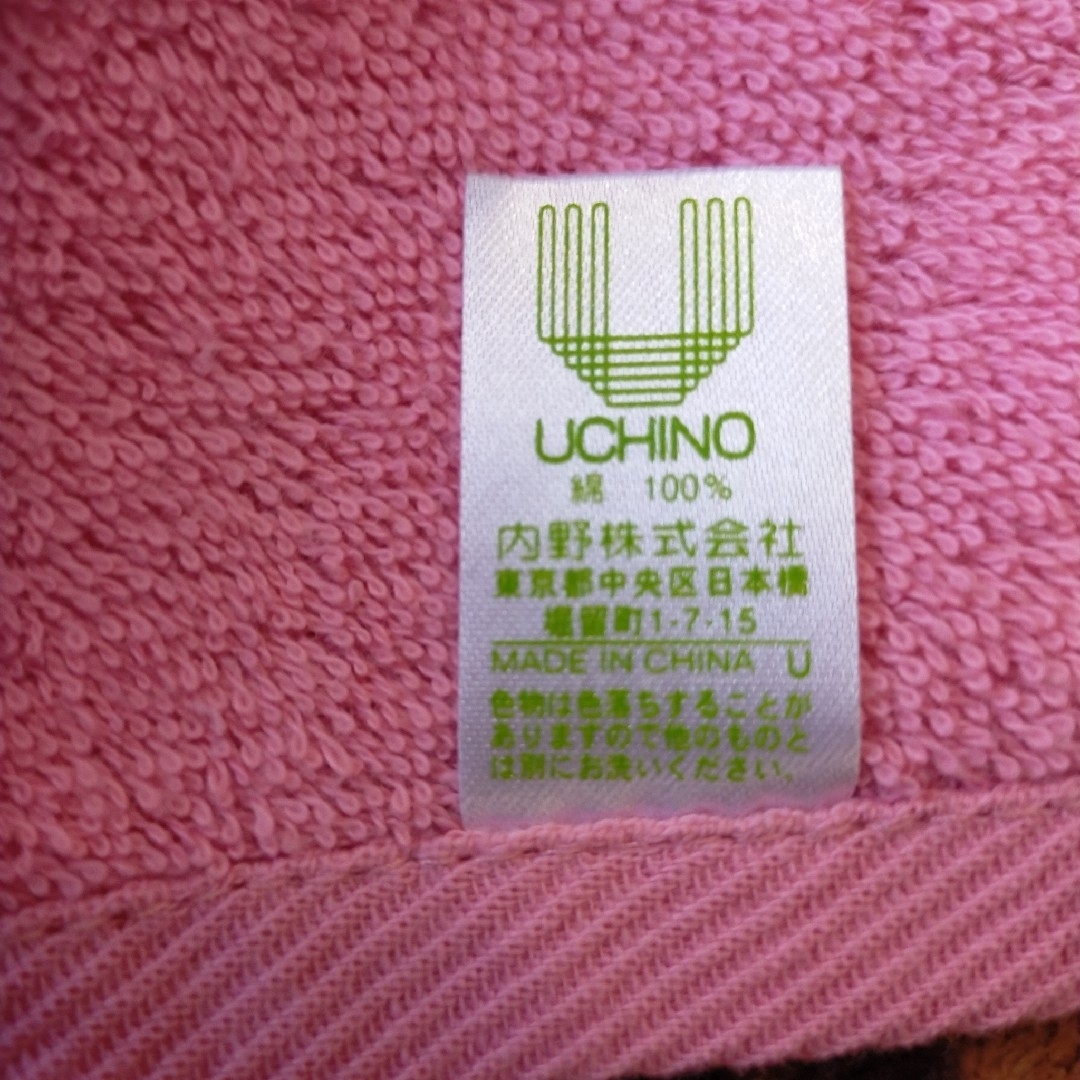 UCHINO
綿 100%
内野株式会社
東京都中央区日本橋
堀留町1-7-15
MADE IN CHINA U
色物は色落ちすることが
ありますので他のものと
は別にお洗いください。